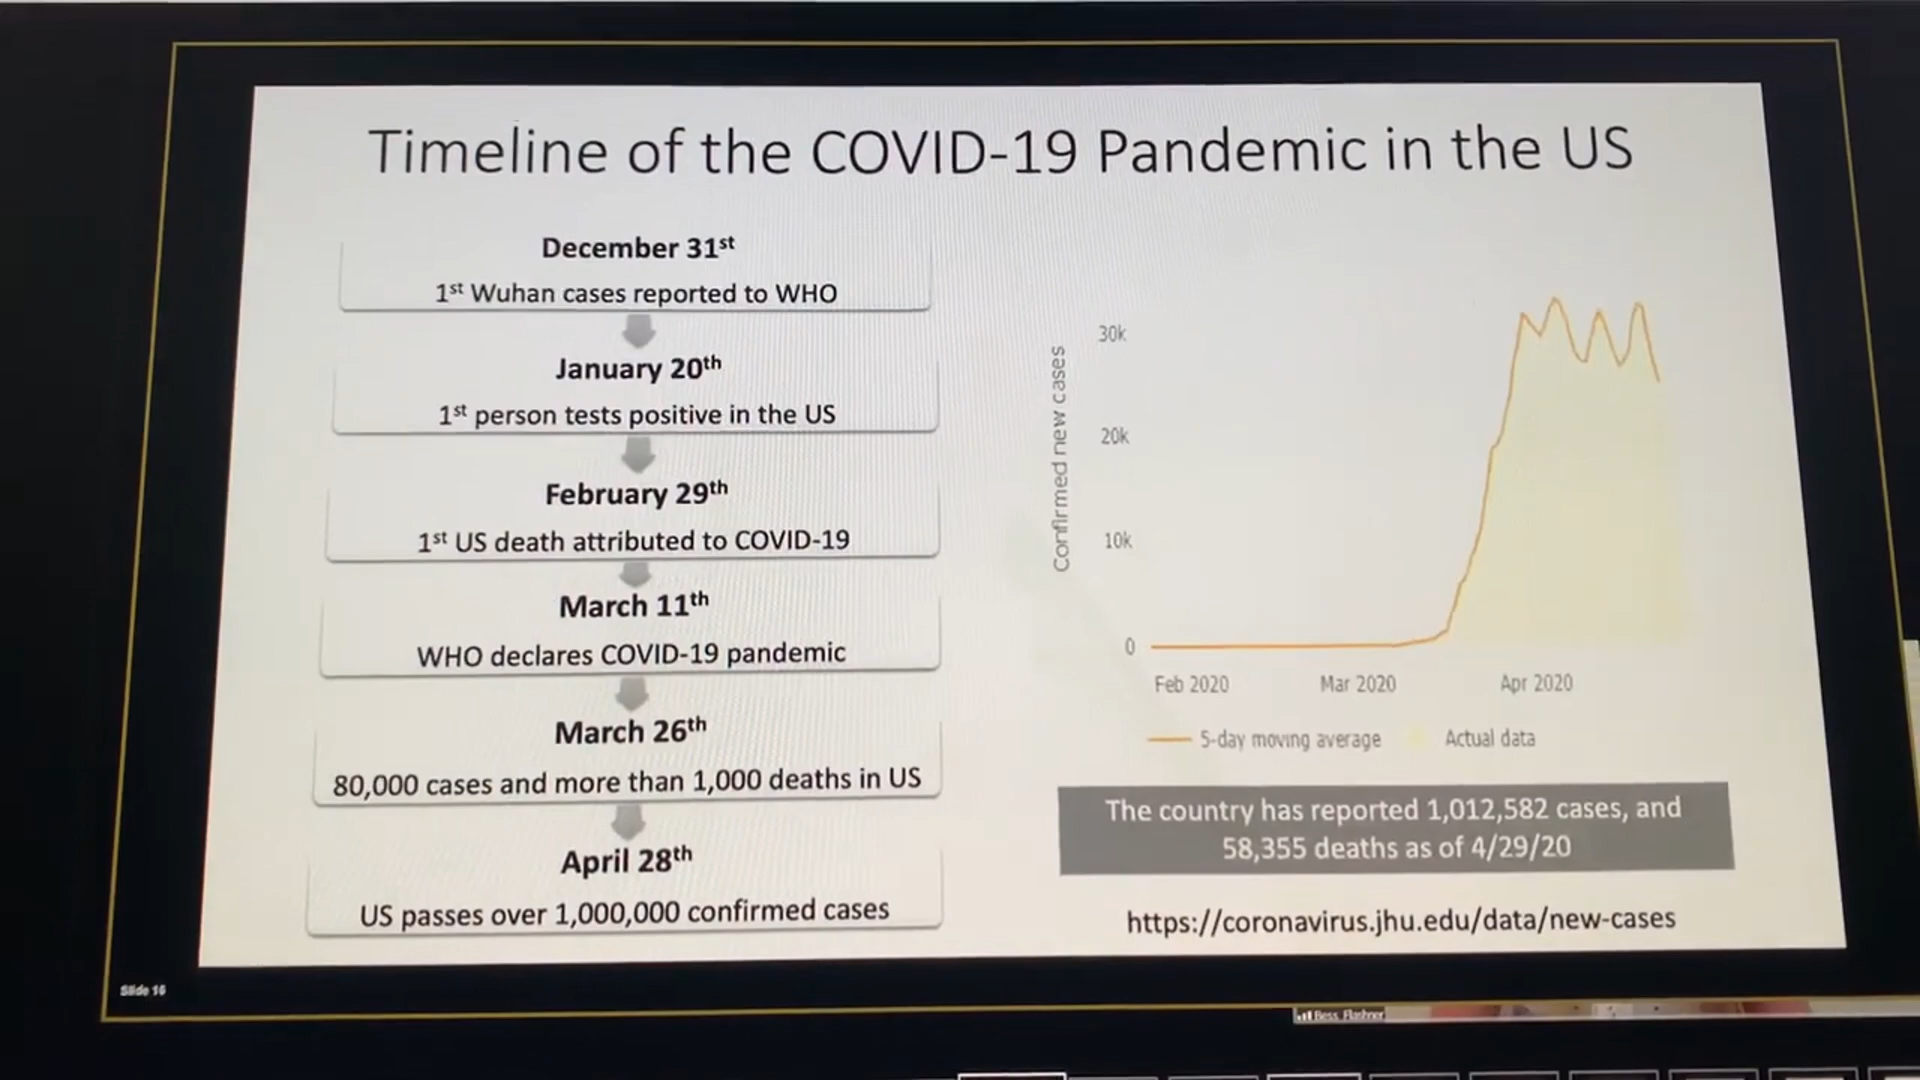 Timeline of the COVID-19 Pandemic in the US
December 31st
1st Wuhan cases reported to WHO
January 20th
1st person tests positive in the US
February 29th
1st US death attributed to COVID-19
March 11th
WHO declares COVID-19 pandemic
March 26th
80,000 cases and more than 1,000 deaths in US
April 28th
US passes over 1,000,000 confirmed cases
Confirmed new cases
30k
20k
10k
0
Feb 2020 Mar 2020 Apr 2020
5-day moving average Actual data
The country has reported 1,012,582 cases, and
58,355 deaths as of 4/29/20
https://coronavirus.jhu.edu/data/new-cases
Slide 16